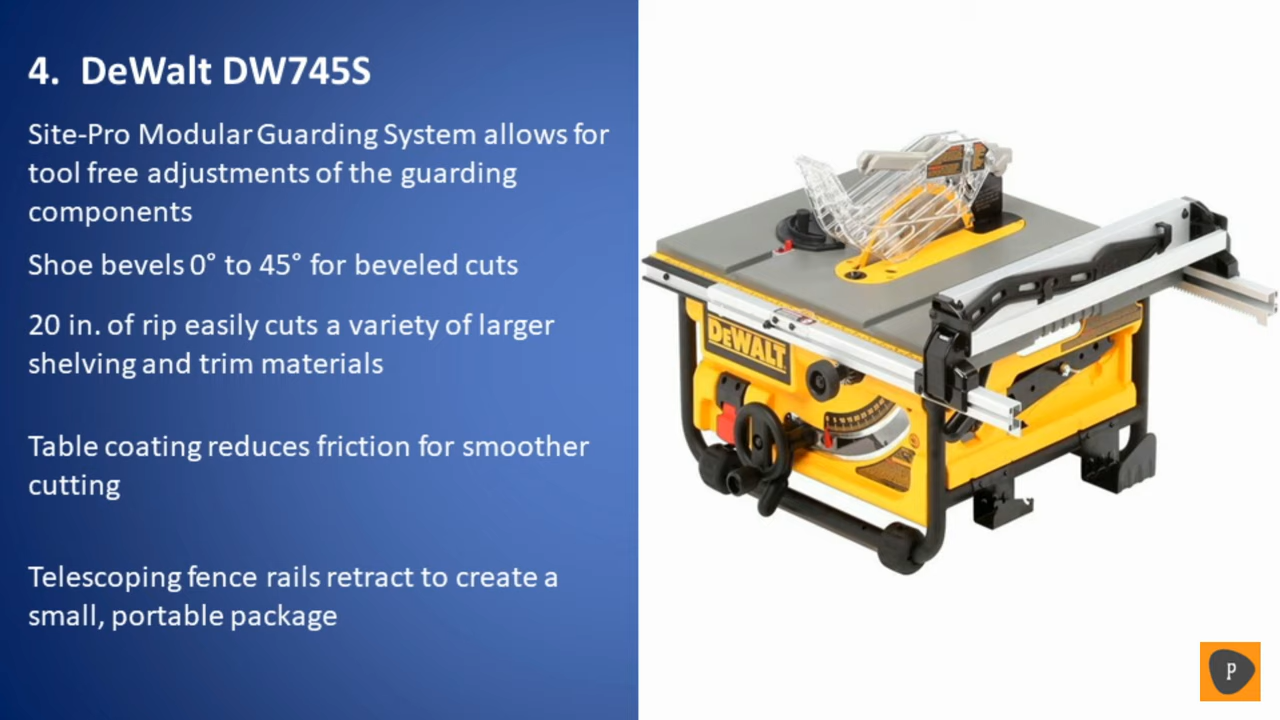 4. DeWalt DW745S
Site-Pro Modular Guarding System allows for
tool free adjustments of the guarding
components
Shoe bevels 0° to 45° for beveled cuts
20 in. of rip easily cuts a variety of larger
shelving and trim materials
Table coating reduces friction for smoother
cutting
Telescoping fence rails retract to create a
small, portable package
DEWALT
P